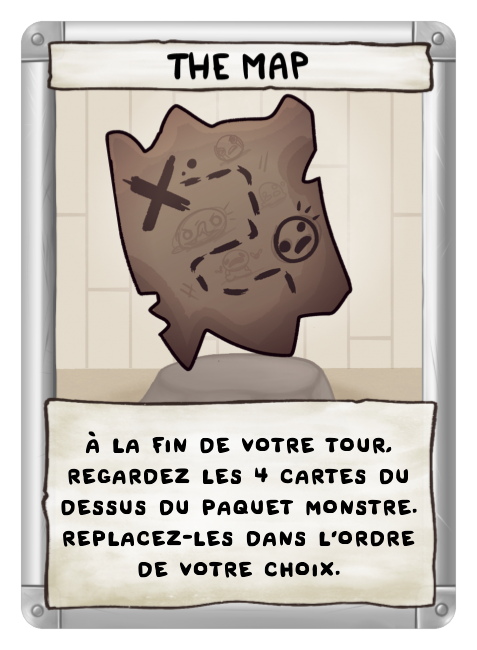 THE MAP
À LA FIN DE VOTRE TOUR,
REGARDEZ LES 4 CARTES DU
DESSUS DU PAQUET MONSTRE.
REPLACEZ-LES DANS L'ORDRE
DE VOTRE CHOIX.